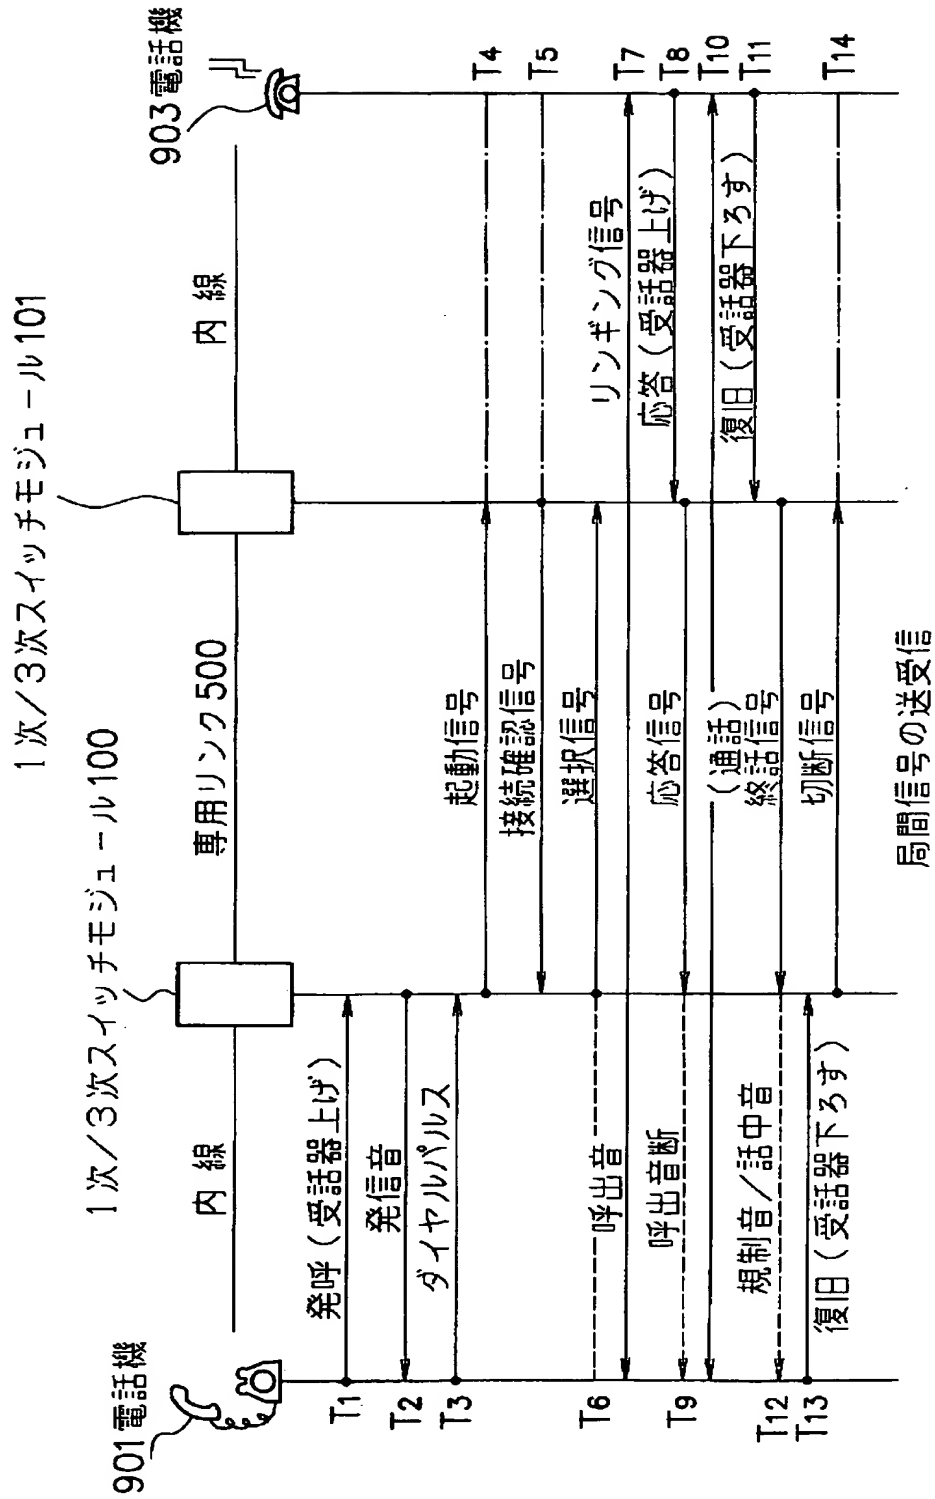 1次/3次スイッチモジュール101
1次/3次スイッチモジュール100
901電話機
903電話機
内線
専用リンク500
内線
発呼(受話器上げ)
T1
発信音
T2
ダイヤルパルス
T3
起動信号
T4
接続確認信号
T5
選択信号
T6
呼出音
リンギング信号
T7
応答(受話器上げ)
T8
呼出音断
応答信号
T9
(通話)
T10
復旧(受話器下ろす)
T11
規制音/話中音
終話信号
T12
復旧(受話器下ろす)
T13
切断信号
T14
局間信号の送受信